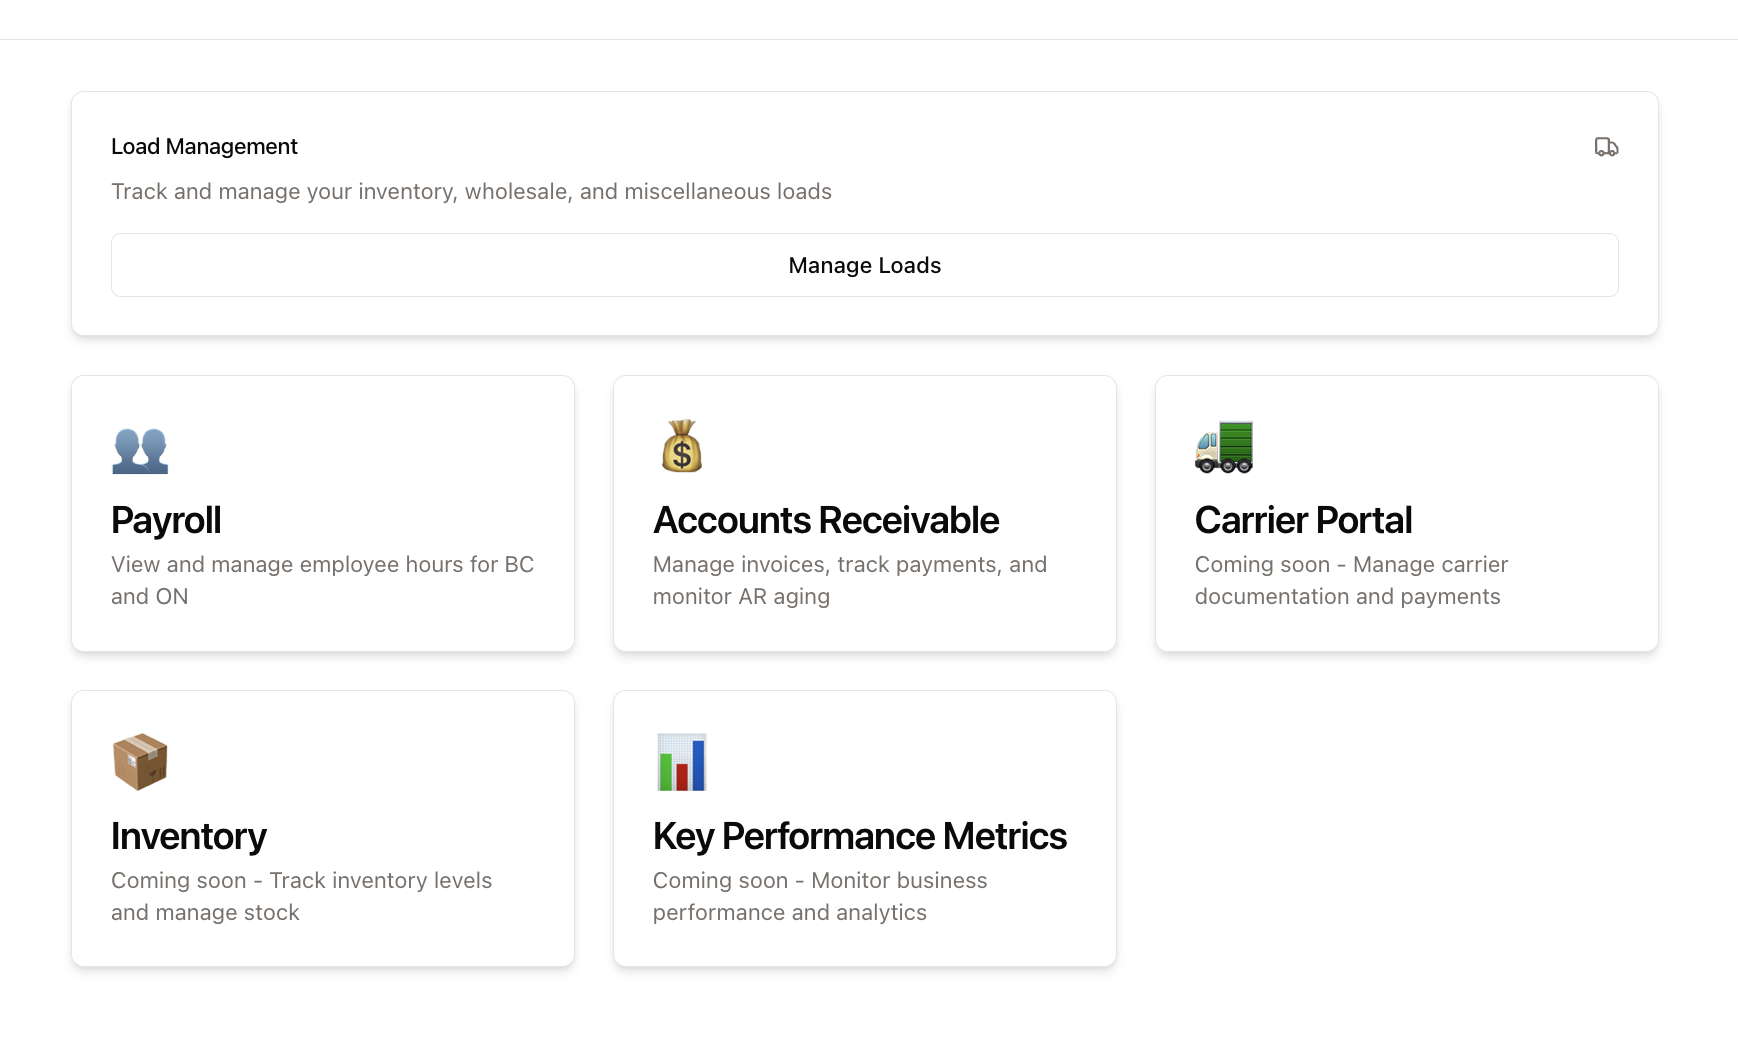 Load Management
Track and manage your inventory, wholesale, and miscellaneous loads
Manage Loads
Payroll
View and manage employee hours for BC
and ON
Accounts Receivable
Manage invoices, track payments, and
monitor AR aging
Carrier Portal
Coming soon - Manage carrier
documentation and payments
Inventory
Coming soon - Track inventory levels
and manage stock
Key Performance Metrics
Coming soon - Monitor business
performance and analytics